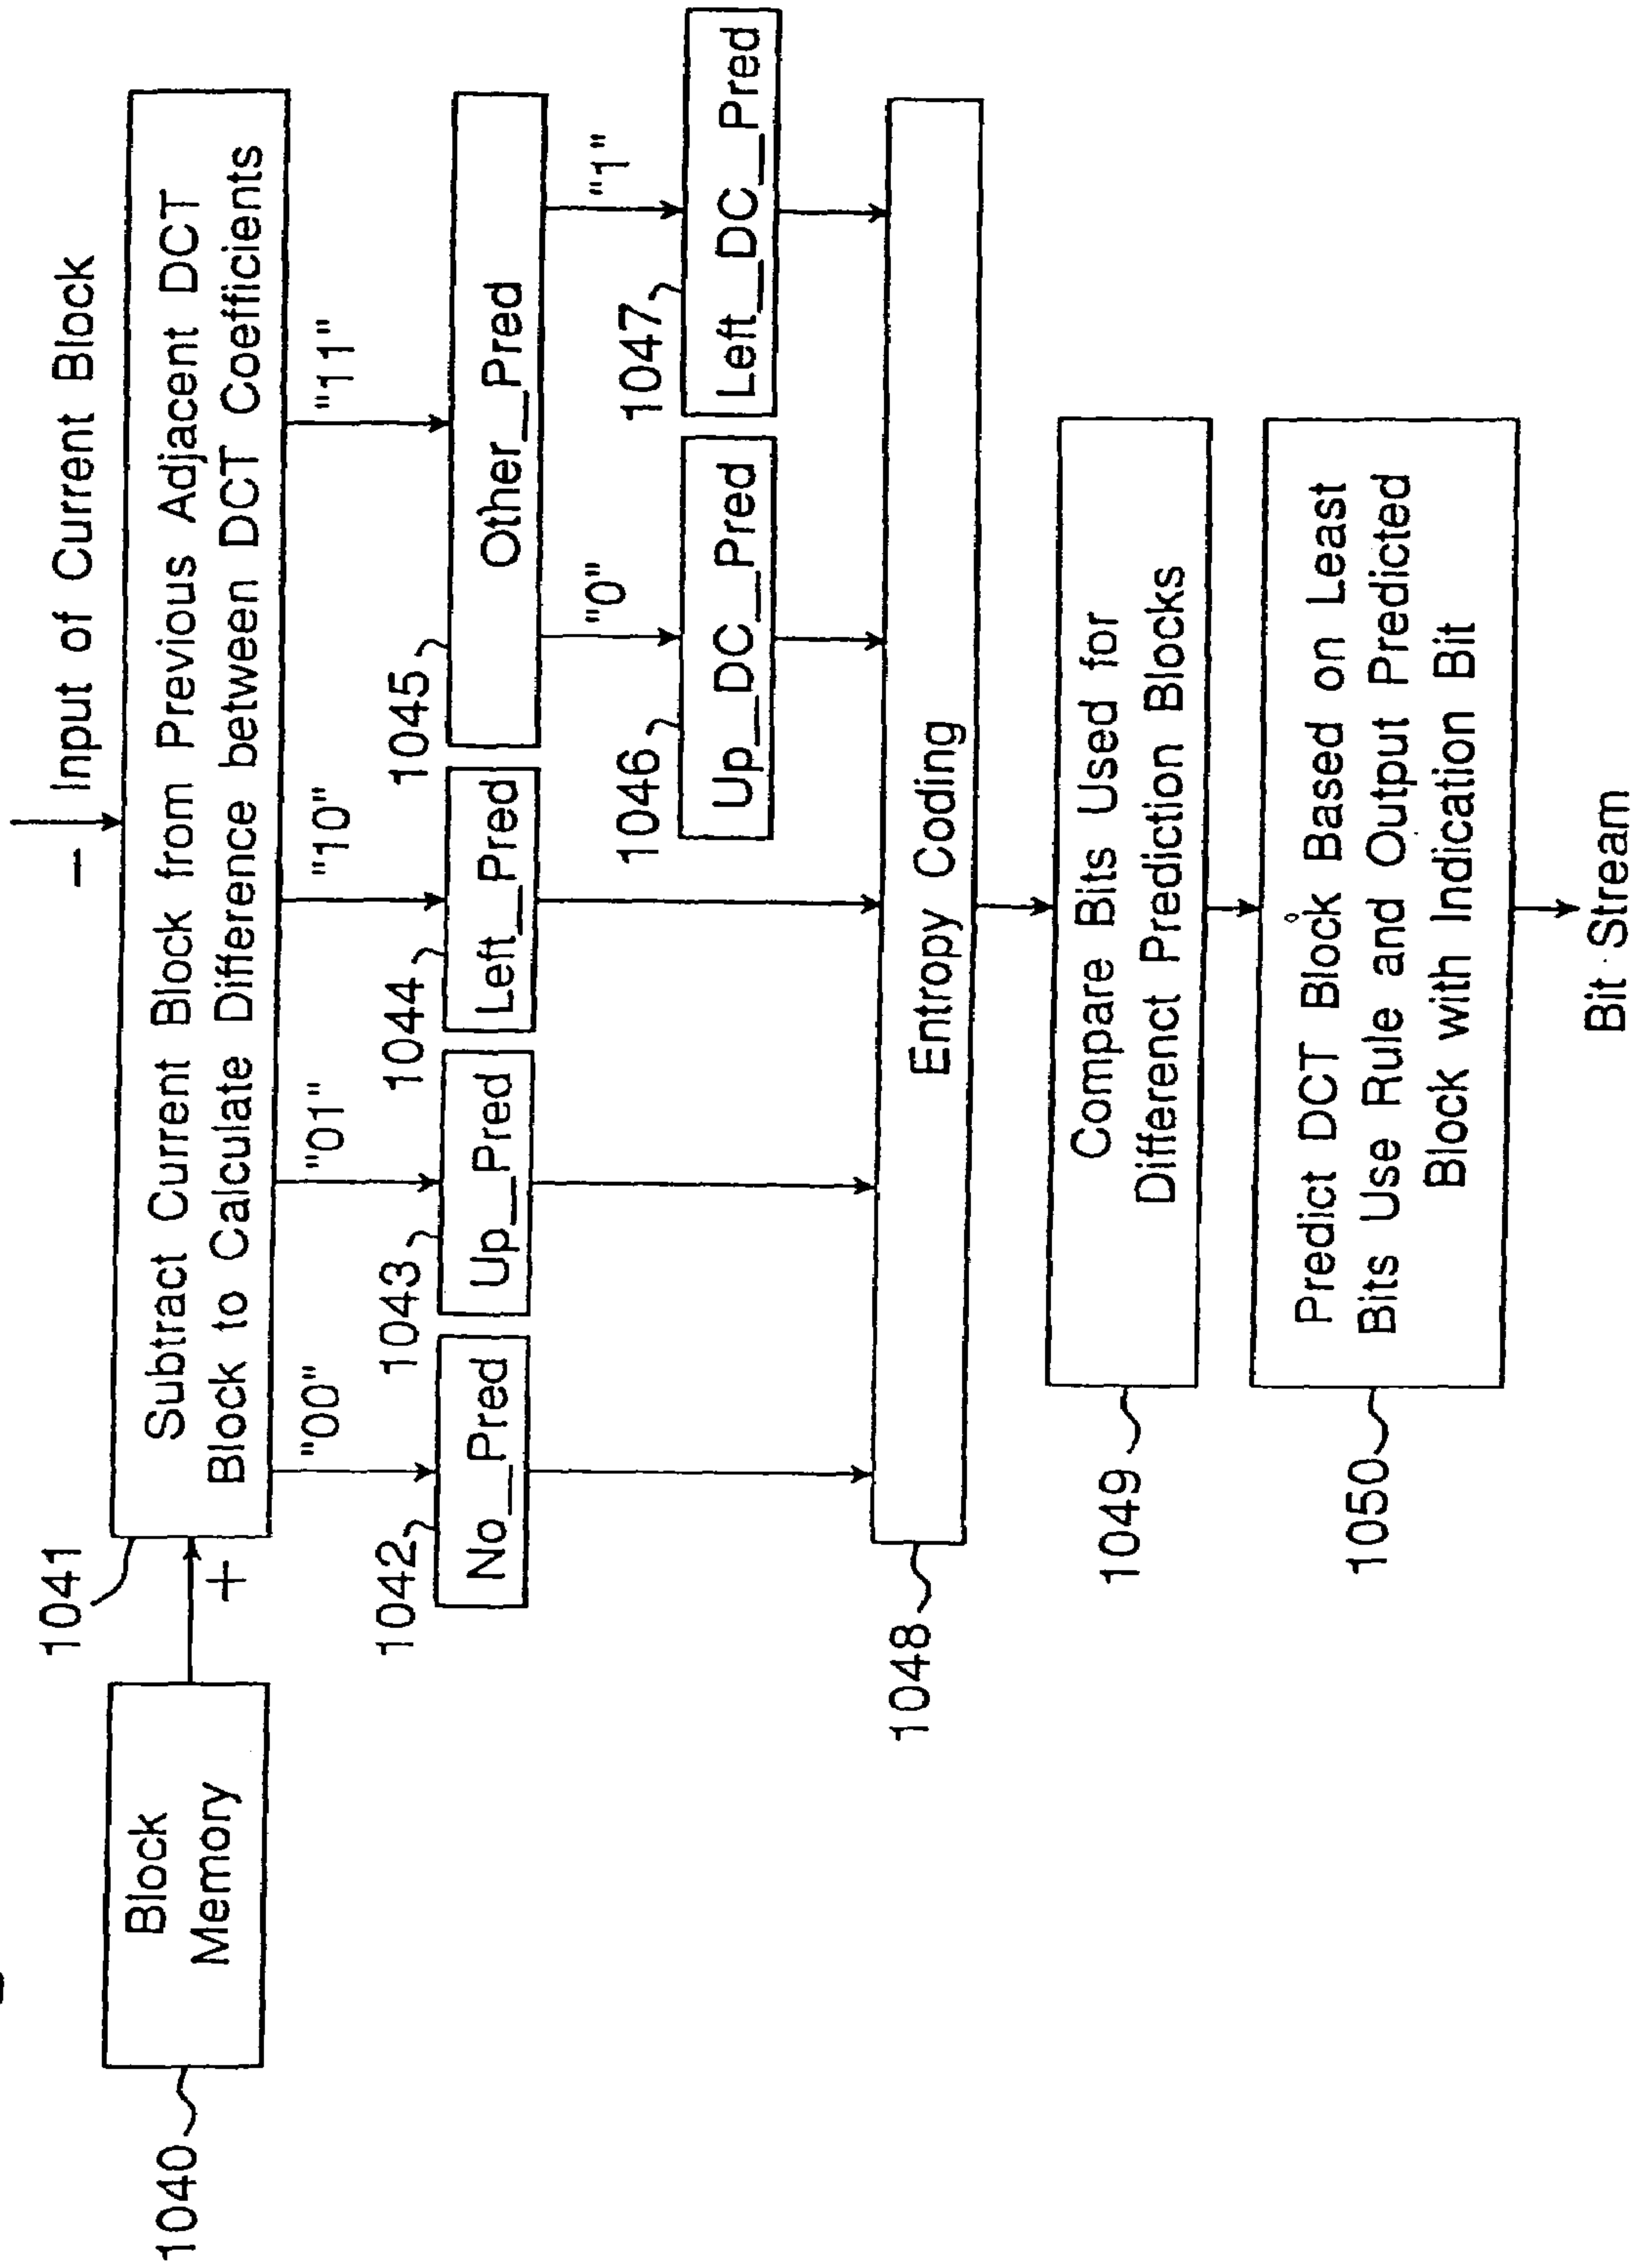 — Input of Current Block
1041
Subtract Current Block from Previous Adjacent DCT
Block to Calculate Difference between DCT Coefficients
Block
Memory
+
1040
"00"
"01"
"10"
"11"
1042
No_Pred
1043
Up_Pred
1044
Left_Pred
1045
Other_Pred
"0"
"1"
1046
Up_DC_Pred
1047
Left_DC_Pred
1048
Entropy Coding
1049
Compare Bits Used for
Different Prediction Blocks
1050
Predict DCT Block Based on Least
Bits Use Rule and Output Predicted
Block with Indication Bit
Bit Stream